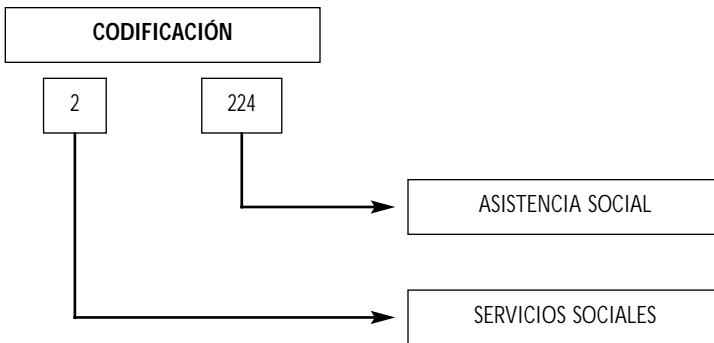 CODIFICACIÓN
2
224
ASISTENCIA SOCIAL
SERVICIOS SOCIALES